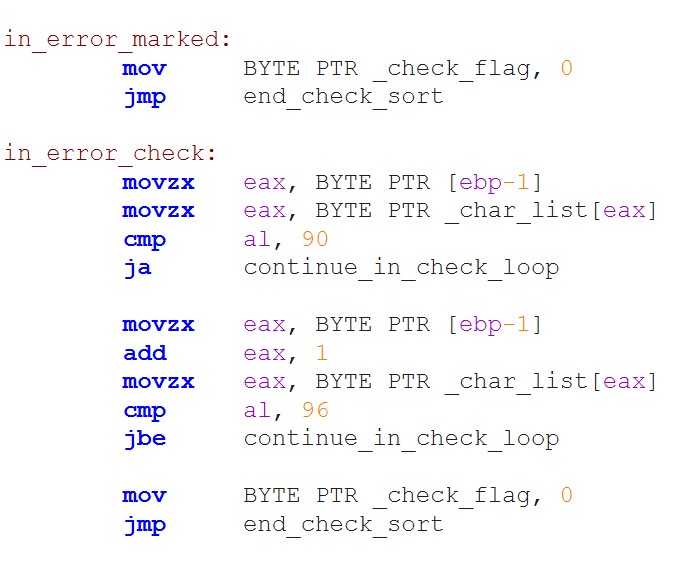 in_error_marked:
mov BYTE PTR _check_flag, 0
jmp end_check_sort
in_error_check:
movzx eax, BYTE PTR [ebp-1]
movzx eax, BYTE PTR _char_list[eax]
cmp al, 90
ja continue_in_check_loop
movzx eax, BYTE PTR [ebp-1]
add eax, 1
movzx eax, BYTE PTR _char_list[eax]
cmp al, 96
jbe continue_in_check_loop
mov BYTE PTR _check_flag, 0
jmp end_check_sort